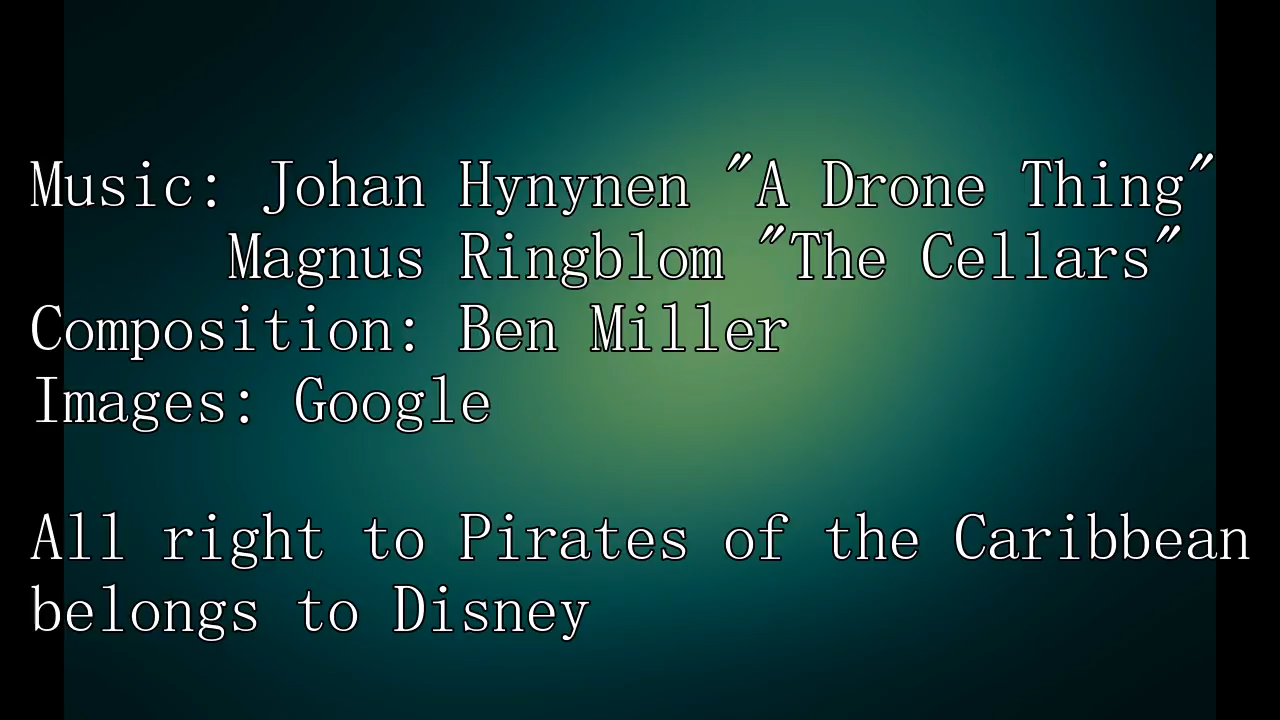 Music: Johan Hynynen "A Drone Thing"
Magnus Ringblom "The Cellars"
Composition: Ben Miller
Images: Google
All right to Pirates of the Caribbean
belongs to Disney